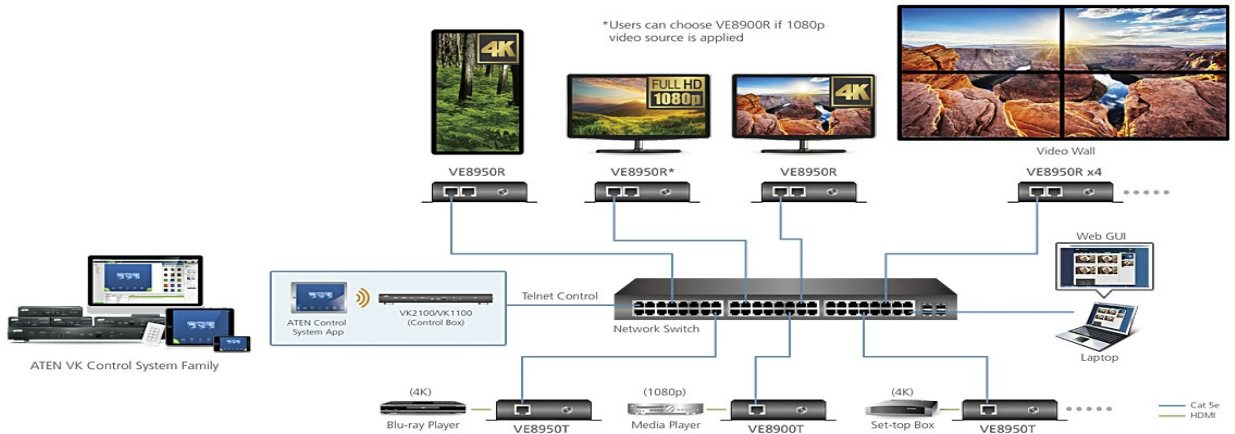 *Users can choose VE8900R if 1080p
video source is applied
4K
FULL HD
1080p
4K
Video Wall
VE8950R
VE8950R*
VE8950R
VE8950R x4
Web GUI
Telnet Control
ATEN Control
System App
VK2100/VK1100
(Control Box)
Network Switch
Laptop
ATEN VK Control System Family
(4K)
(1080p)
(4K)
Blu-ray Player
VE8950T
Media Player
VE8900T
Set-top Box
VE8950T
Cat 5e
HDMI